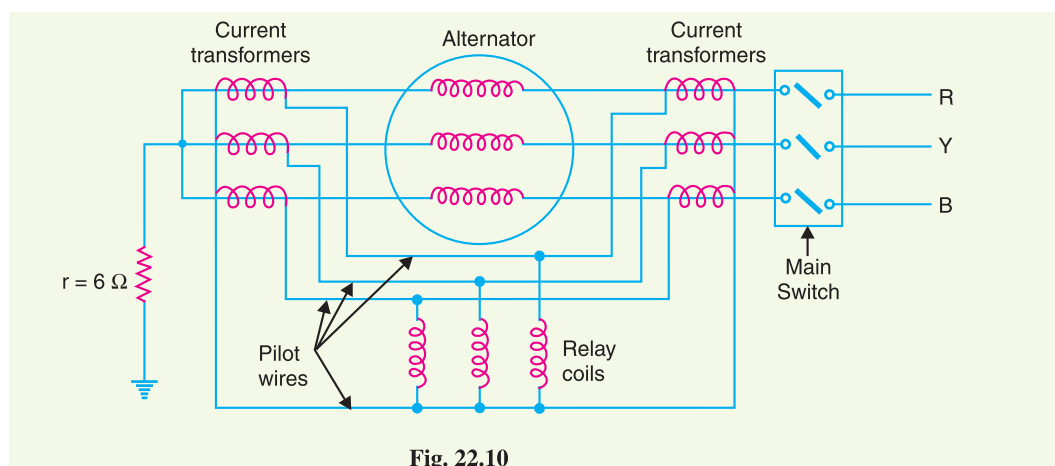 Current
transformers
Alternator
Current
transformers
R
Y
B
r = 6 Ω
Main
Switch
Pilot
wires
Relay
coils
Fig. 22.10